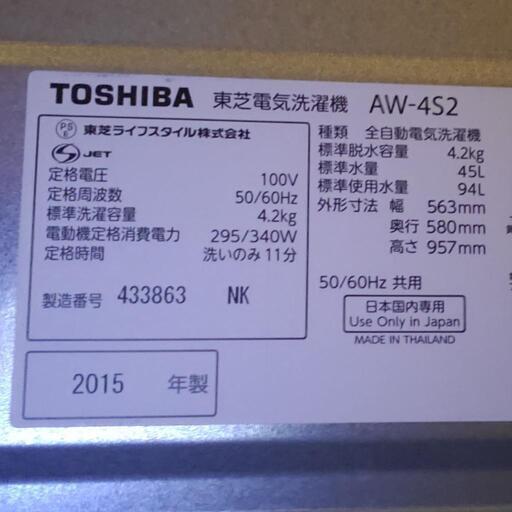 TOSHIBA 東芝電気洗濯機 AW-4S2
PS E 東芝ライフスタイル株式会社
S JET
定格電圧 100V
定格周波数 50/60Hz
標準洗濯容量 4.2kg
電動機定格消費電力 295/340W
定格時間 洗いのみ11分
製造番号 433863 NK
2015 年製
種類 全自動電気洗濯機
標準脱水容量 4.2kg
標準水量 45L
標準使用水量 94L
外形寸法 幅 563mm
奥行 580mm
高さ 957mm
50/60Hz 共用
日本国内専用
Use Only in Japan
MADE IN THAILAND